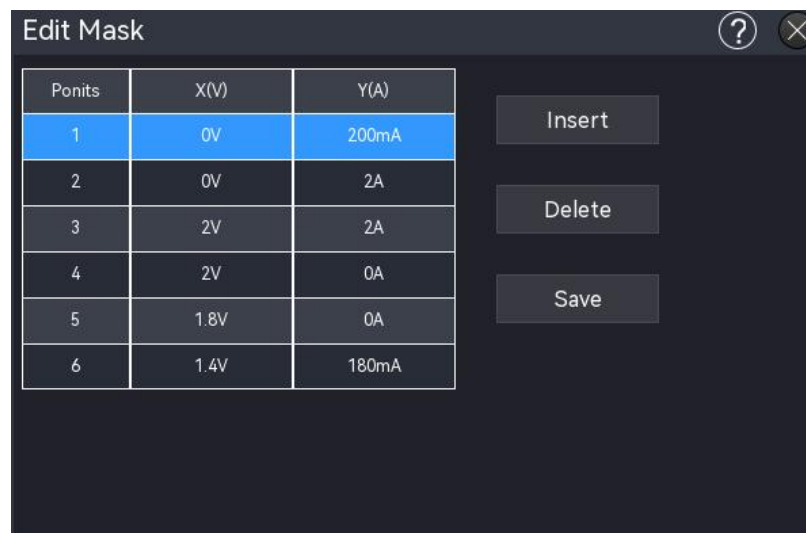 Edit Mask ?
Ponits X(V) Y(A)
1 0V 200mA
2 0V 2A
3 2V 2A
4 2V 0A
5 1.8V 0A
6 1.4V 180mA
Insert
Delete
Save